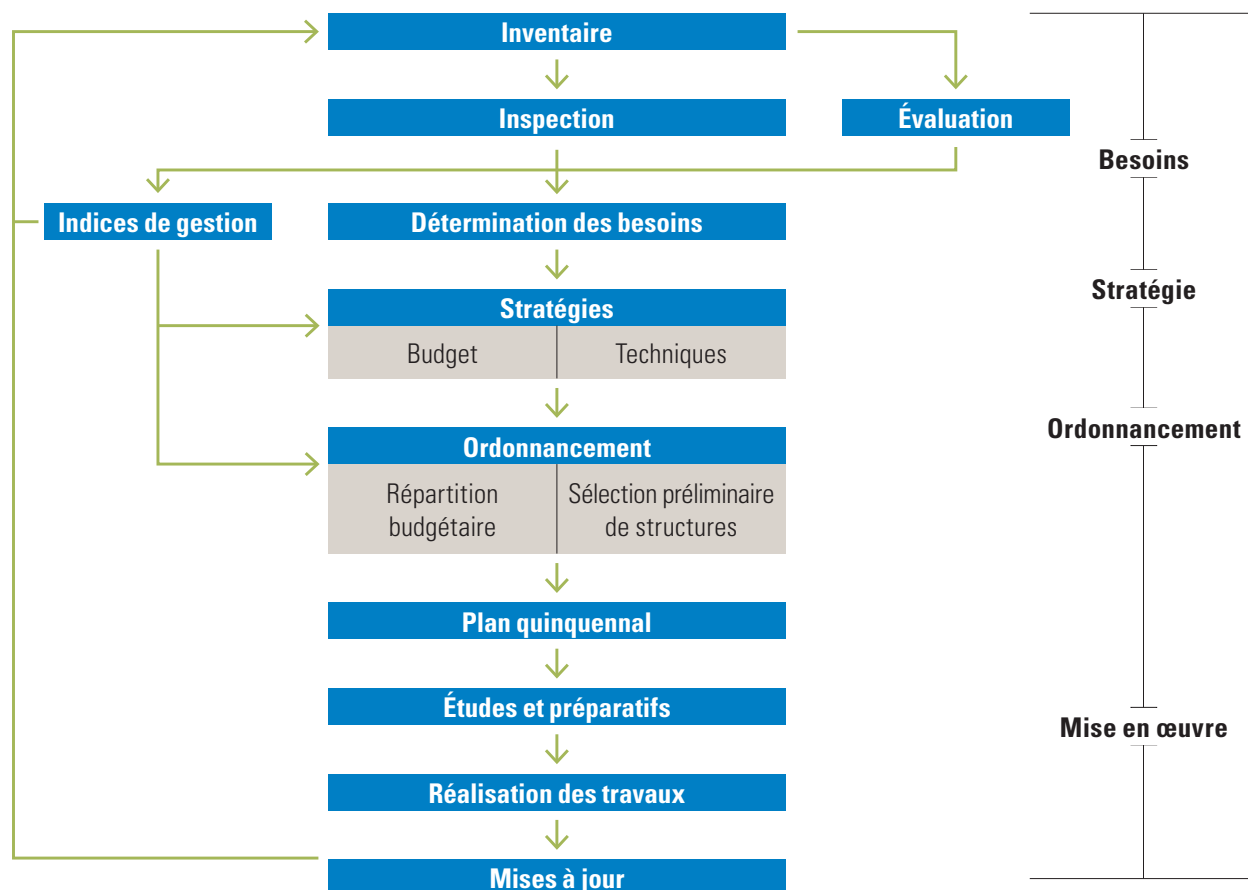 Inventaire
Inspection
Évaluation
Besoins
Indices de gestion
Détermination des besoins
Stratégies
Budget
Techniques
Stratégie
Ordonnancement
Répartition
budgétaire
Sélection préliminaire
de structures
Ordonnancement
Plan quinquennal
Études et préparatifs
Mise en œuvre
Réalisation des travaux
Mises à jour